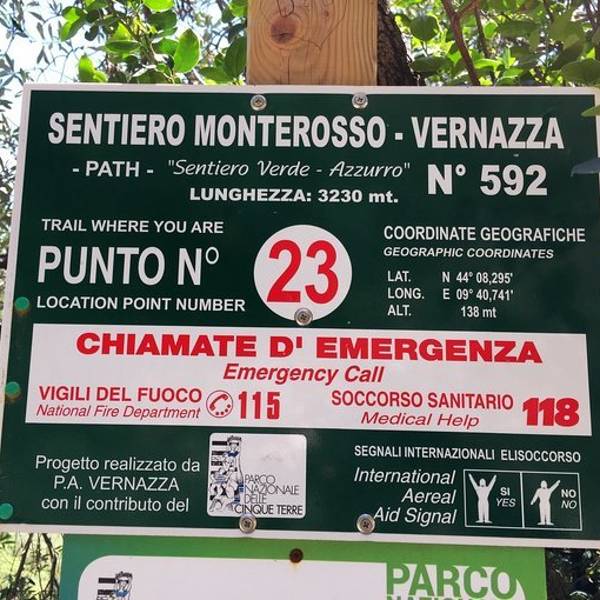 SENTIERO MONTEROSSO - VERNAZZA
- PATH - "Sentiero Verde - Azzurro" N° 592
LUNGHEZZA: 3230 mt.
TRAIL WHERE YOU ARE
PUNTO N° 23
LOCATION POINT NUMBER
COORDINATE GEOGRAFICHE
GEOGRAPHIC COORDINATES
LAT. N 44° 08,295'
LONG. E 09° 40,741'
ALT. 138 mt
CHIAMATE D' EMERGENZA
Emergency Call
VIGILI DEL FUOCO
National Fire Department
115
SOCCORSO SANITARIO
Medical Help
118
Progetto realizzato da
P.A. VERNAZZA
con il contributo del
PARCO
NAZIONALE
DELLE
CINQUE TERRE
SEGNALI INTERNAZIONALI ELISOCCORSO
International
Aereal
Aid Signal
SI
YES
NO
NO
PARCO